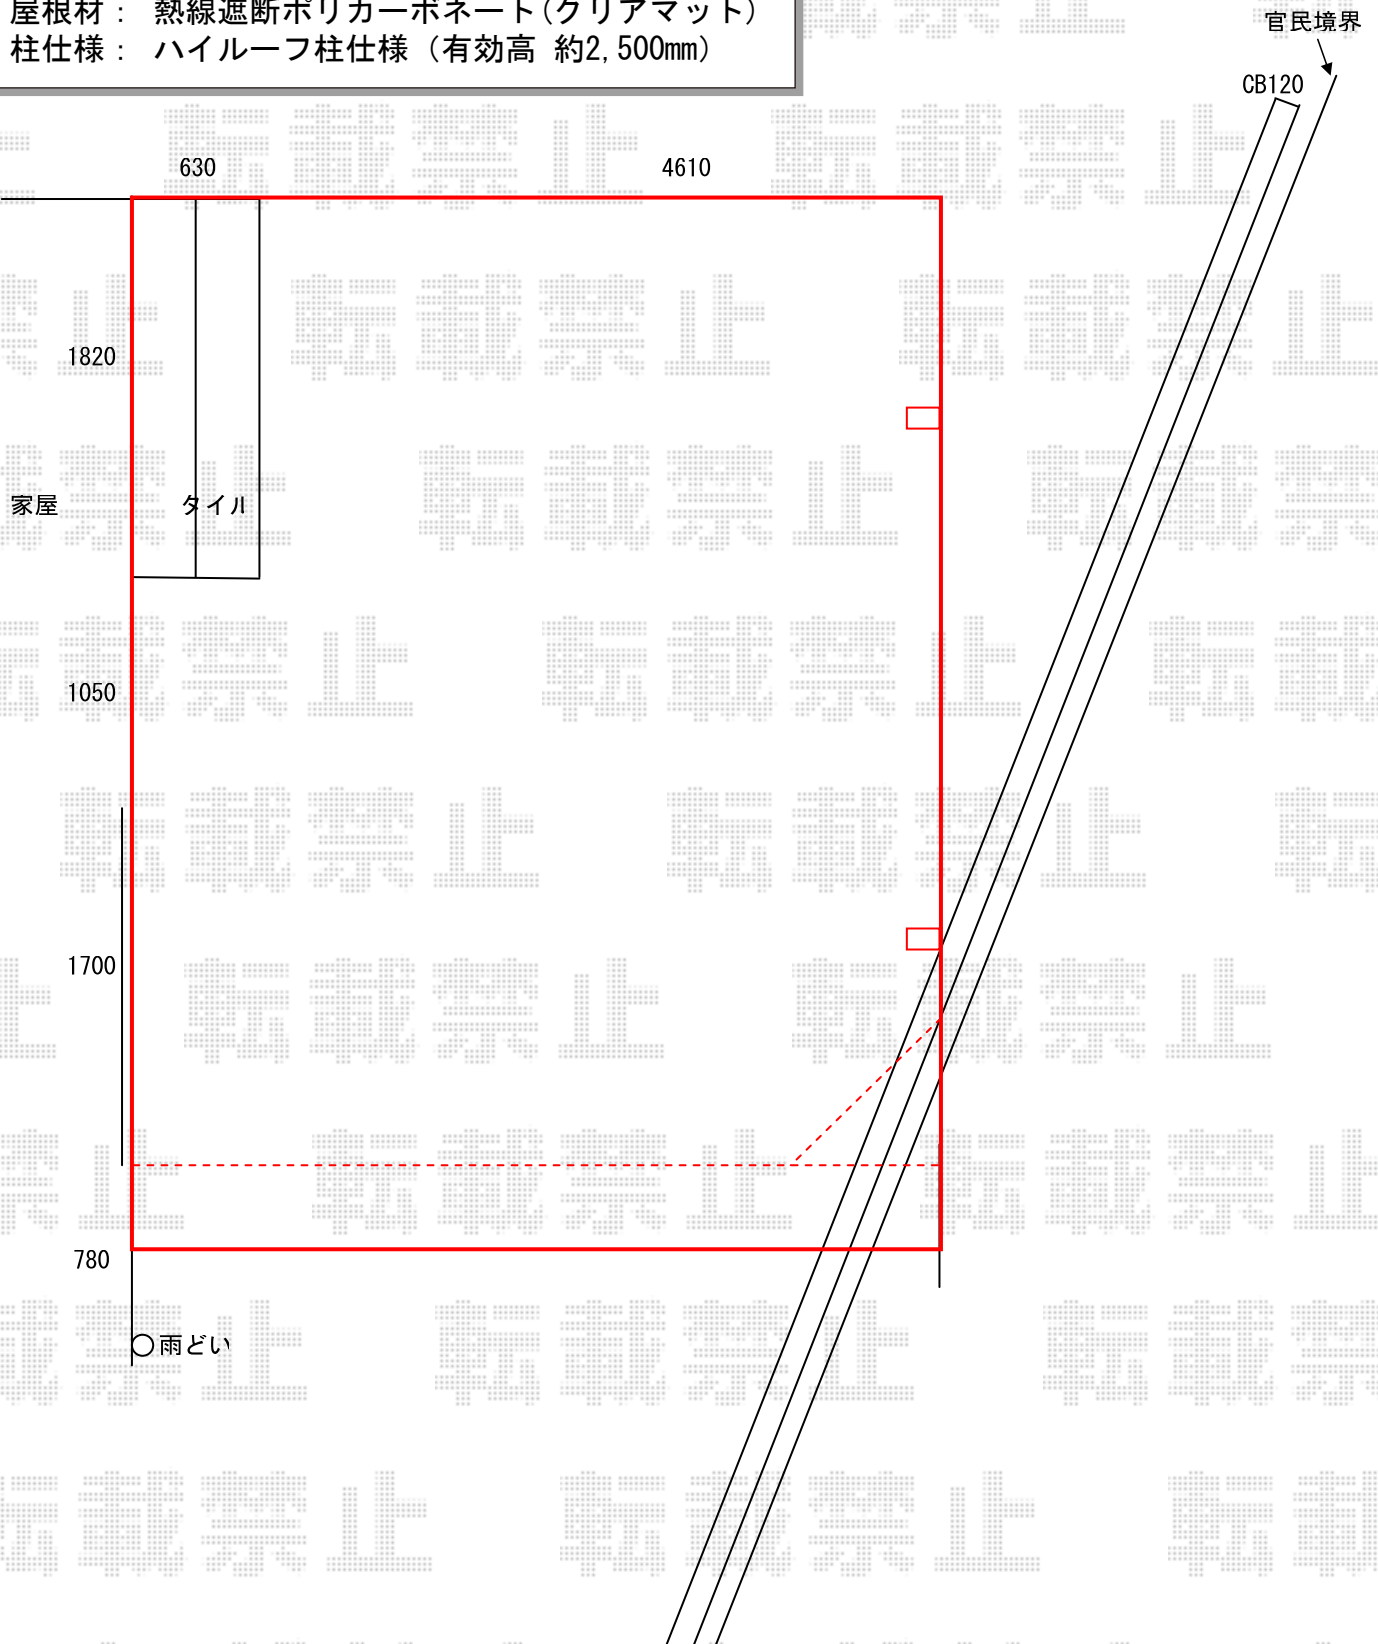 屋根材： 熱線遮断ポリカーボネート(クリアマット)
柱仕様： ハイルーフ柱仕様（有効高 約2,500mm）
官民境界
CB120
630 4610
1820
家屋 タイル
1050
1700
780
雨どい
転載禁止